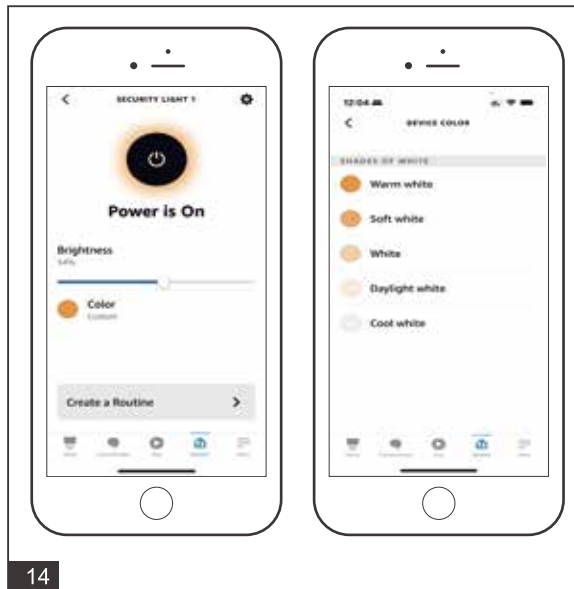 SECURITY LIGHT 1
Power is On
Brightness
54%
Color
Custom
Create a Routine
12:04
DEVICE COLOR
SHADES OF WHITE
Warm white
Soft white
White
Daylight white
Cool white
14